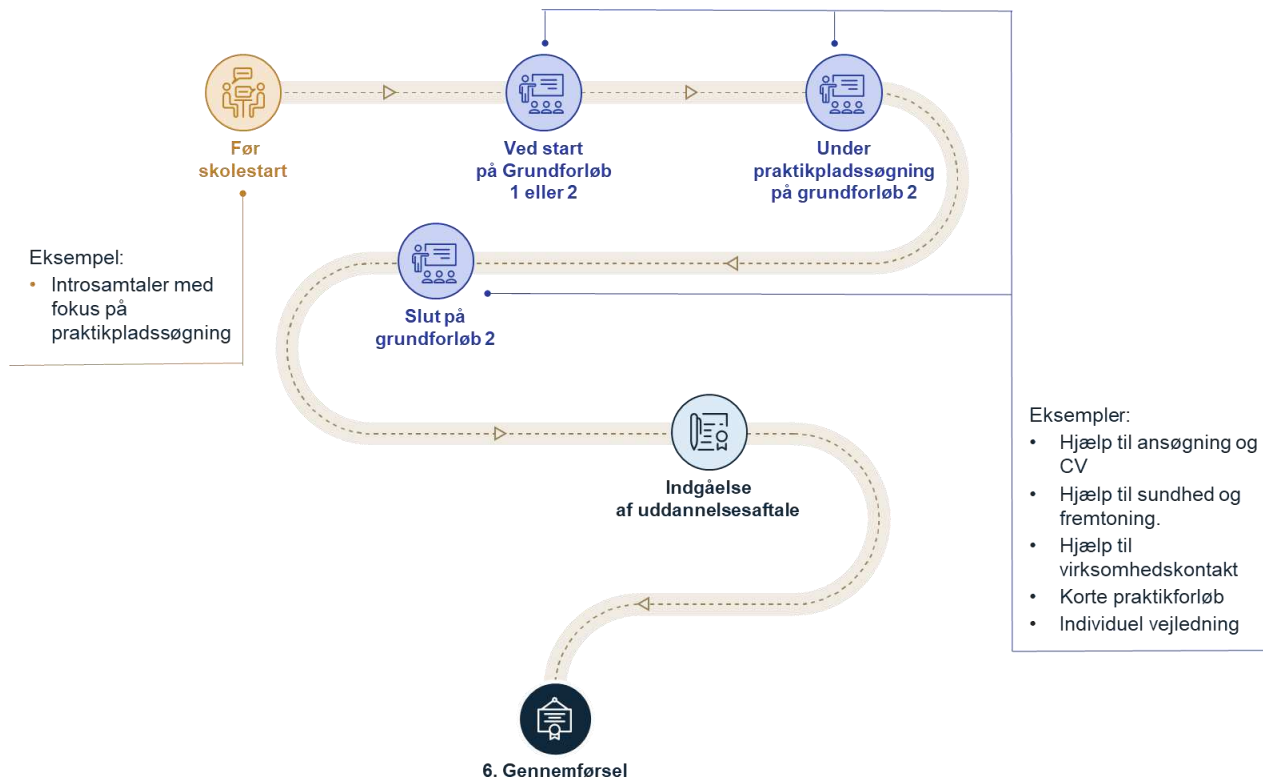 Før
skolestart
Ved start
på Grundforløb
1 eller 2
Under
praktikpladssøgning
på grundforløb 2
Eksempel:
• Introsamtaler med
fokus på
praktikpladssøgning
Slut på
grundforløb 2
Indgåelse
af uddannelsesaftale
Eksempler:
• Hjælp til ansøgning og
CV
• Hjælp til sundhed og
fremtoning.
• Hjælp til
virksomhedskontakt
• Korte praktikforløb
• Individuel vejledning
6. Gennemførsel